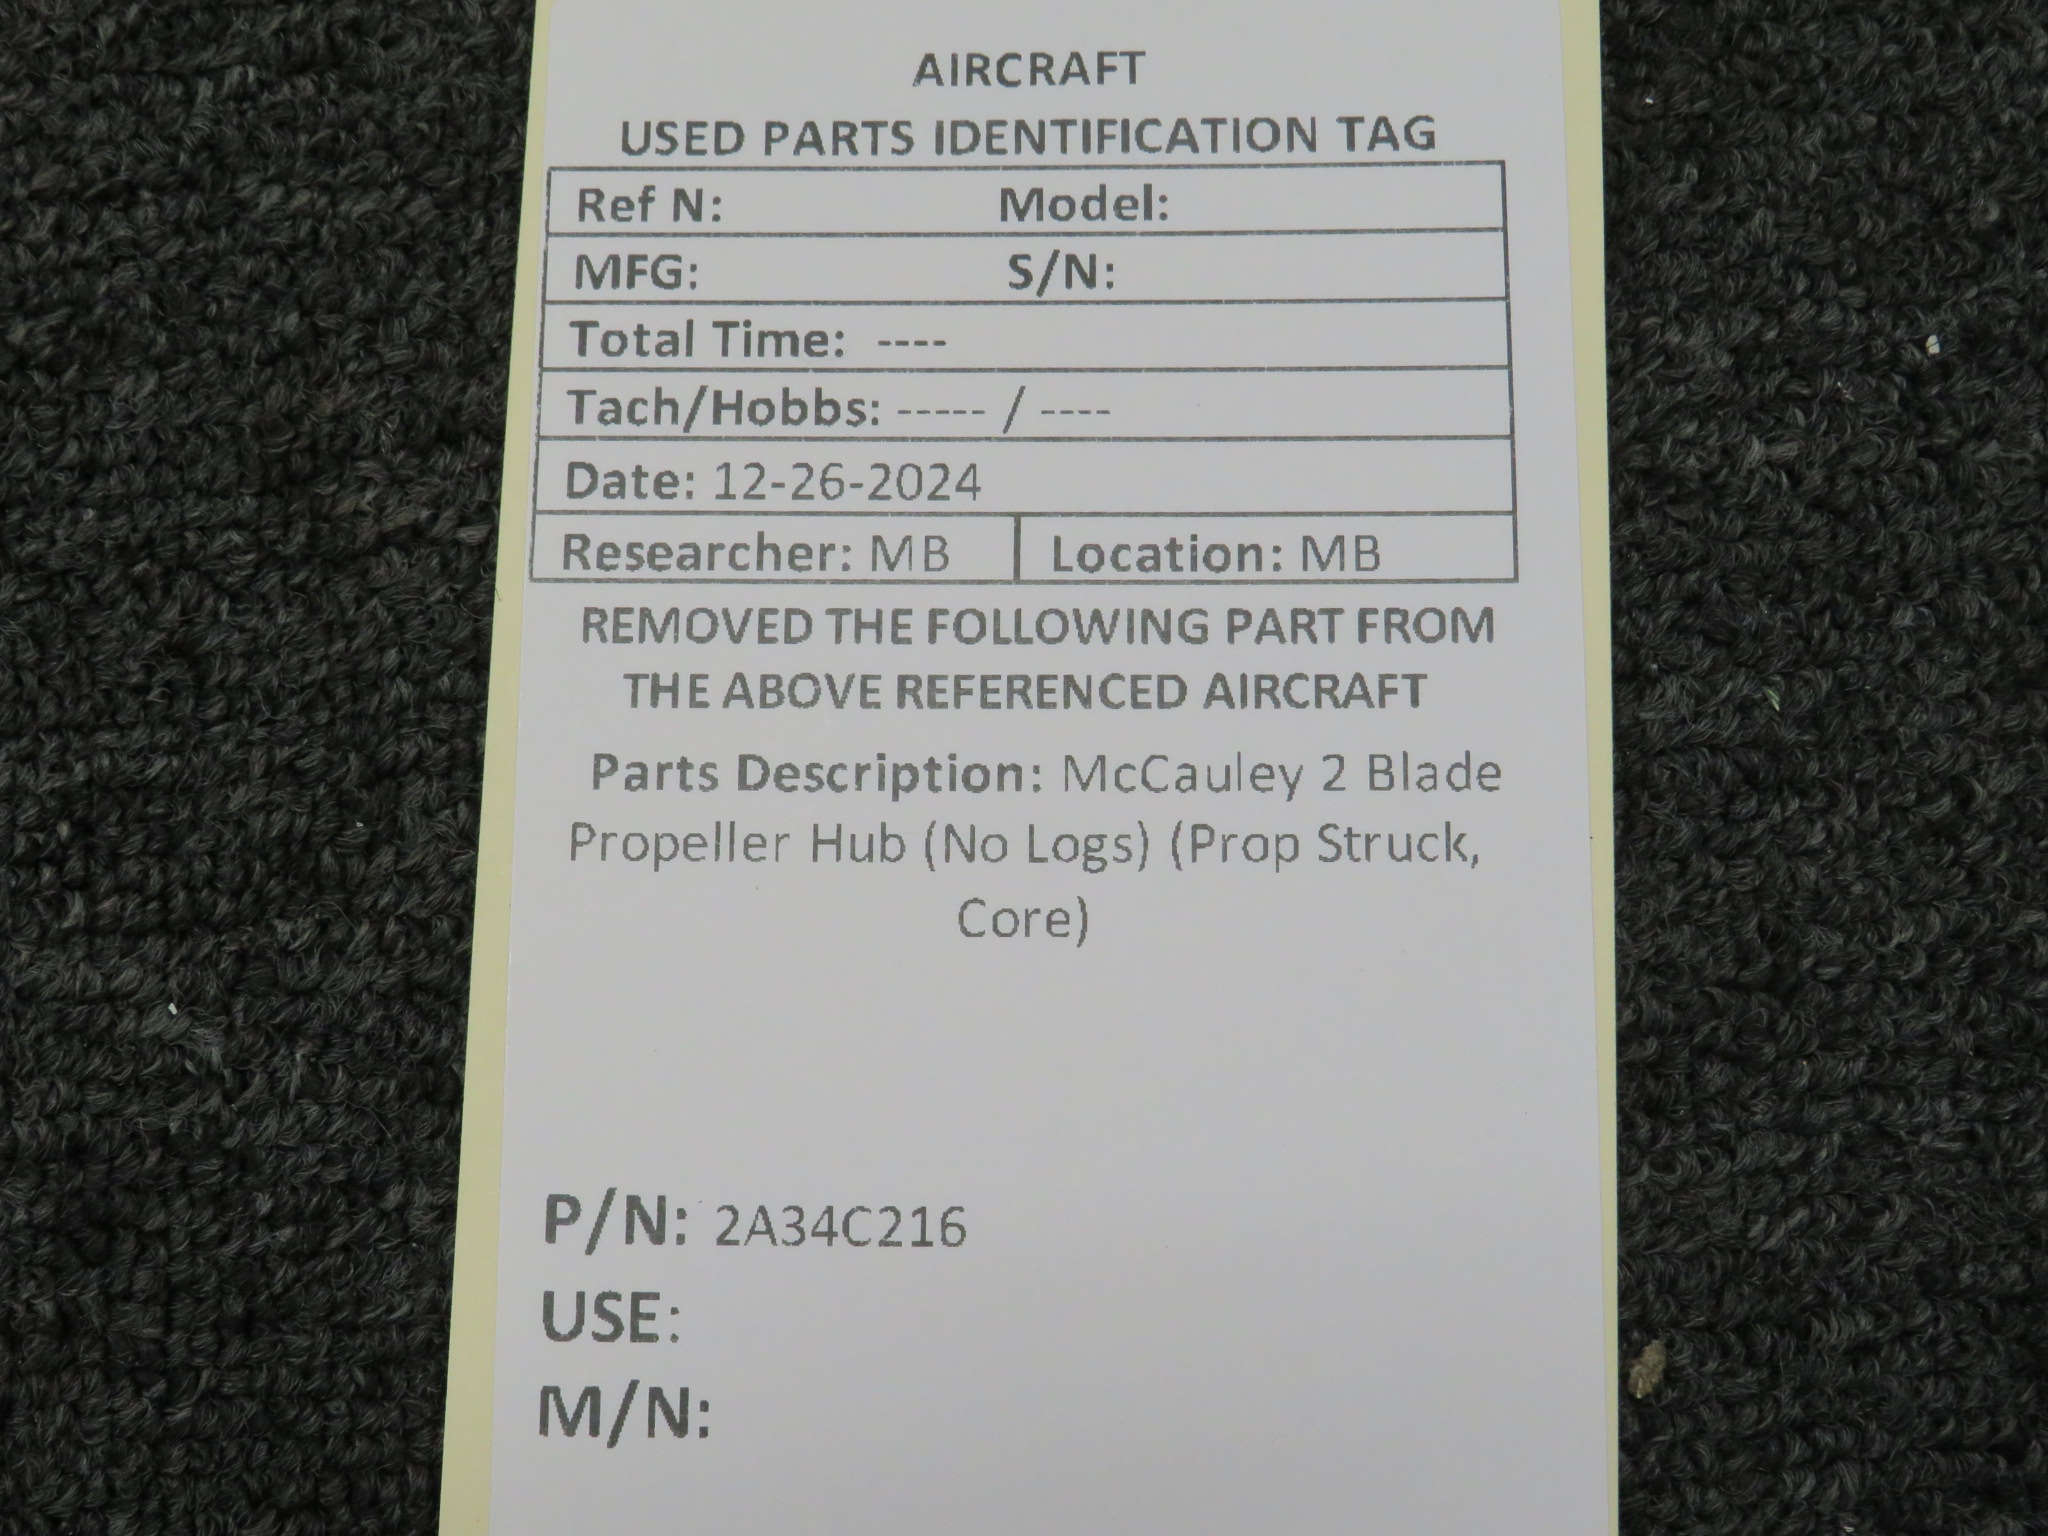 AIRCRAFT
USED PARTS IDENTIFICATION TAG
Ref N: Model:
MFG: S/N:
Total Time: ----
Tach/Hobbs: ----- / ----
Date: 12-26-2024
Researcher: MB Location: MB
REMOVED THE FOLLOWING PART FROM
THE ABOVE REFERENCED AIRCRAFT
Parts Description: McCauley 2 Blade
Propeller Hub (No Logs) (Prop Struck,
Core)
P/N: 2A34C216
USE:
M/N: